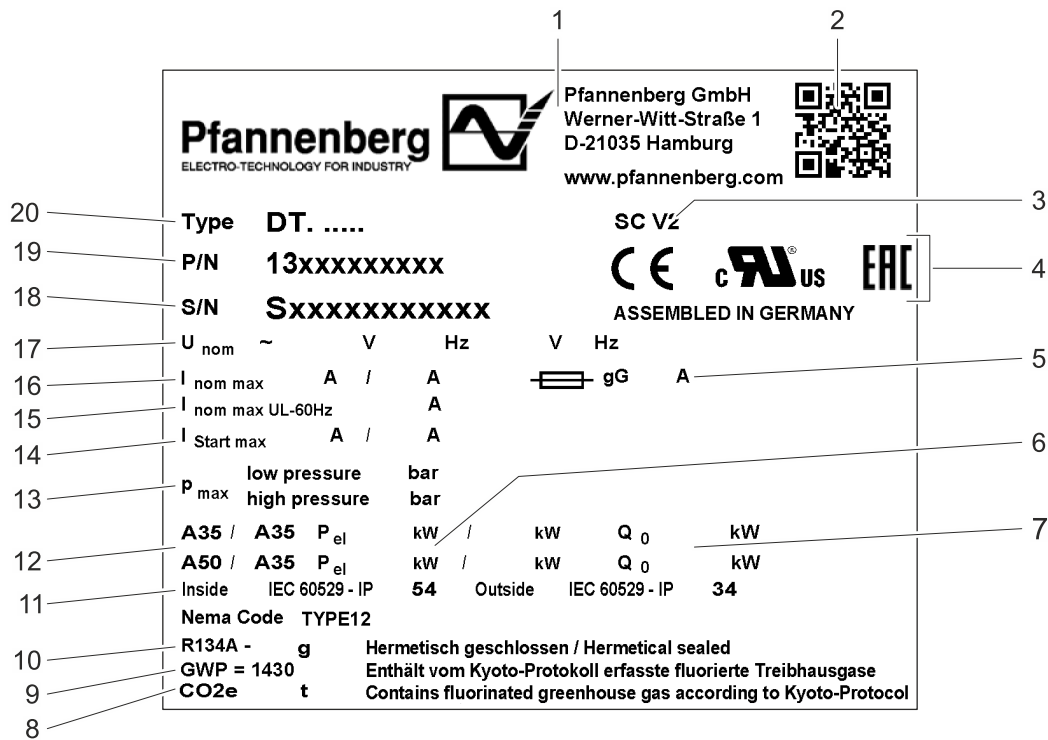 1
2
Pfannenberg
ELECTRO-TECHNOLOGY FOR INDUSTRY
Pfannenberg GmbH
Werner-Witt-Straße 1
D-21035 Hamburg
www.pfannenberg.com
3
20
Type DT. .....
SC V2
19
P/N 13xxxxxxxxx
CE c RU ® US EAC
4
18
S/N Sxxxxxxxxxxx
ASSEMBLED IN GERMANY
17
U nom ~ V Hz V Hz
5
16
I nom max A / A gG A
15
I nom max UL-60Hz A
14
I Start max A / A
6
13
p max low pressure bar
high pressure bar
7
12
A35 / A35 P el kW / kW Q 0 kW
A50 / A35 P el kW / kW Q 0 kW
11
Inside IEC 60529 - IP 54 Outside IEC 60529 - IP 34
Nema Code TYPE12
10
R134A - g Hermetisch geschlossen / Hermetical sealed
9
GWP = 1430 Enthält vom Kyoto-Protokoll erfasste fluorierte Treibhausgase
8
CO2e t Contains fluorinated greenhouse gas according to Kyoto-Protocol